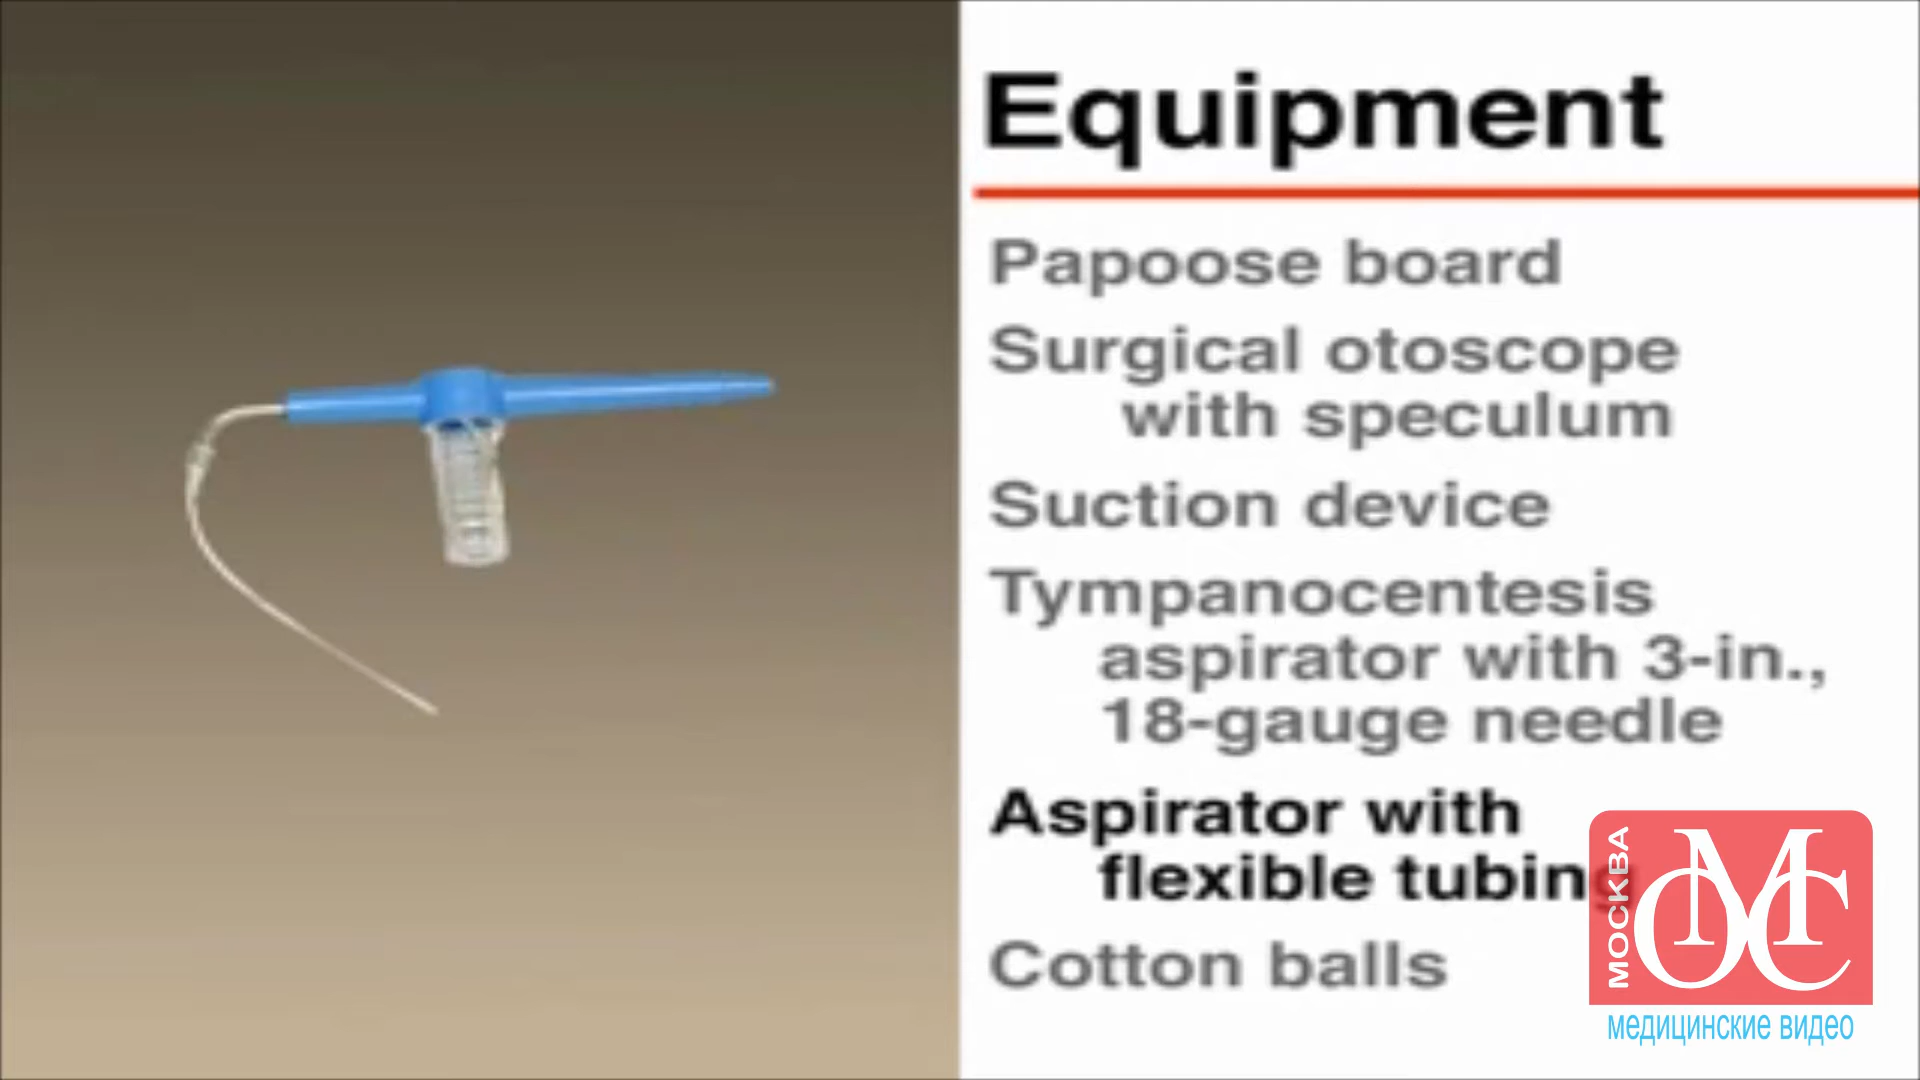 Equipment
Papoose board
Surgical otoscope
with speculum
Suction device
Tympanocentesis
aspirator with 3-in.,
18-gauge needle
Aspirator with
flexible tubing
Cotton balls
МОСКВА
ОМС
медицинские видео